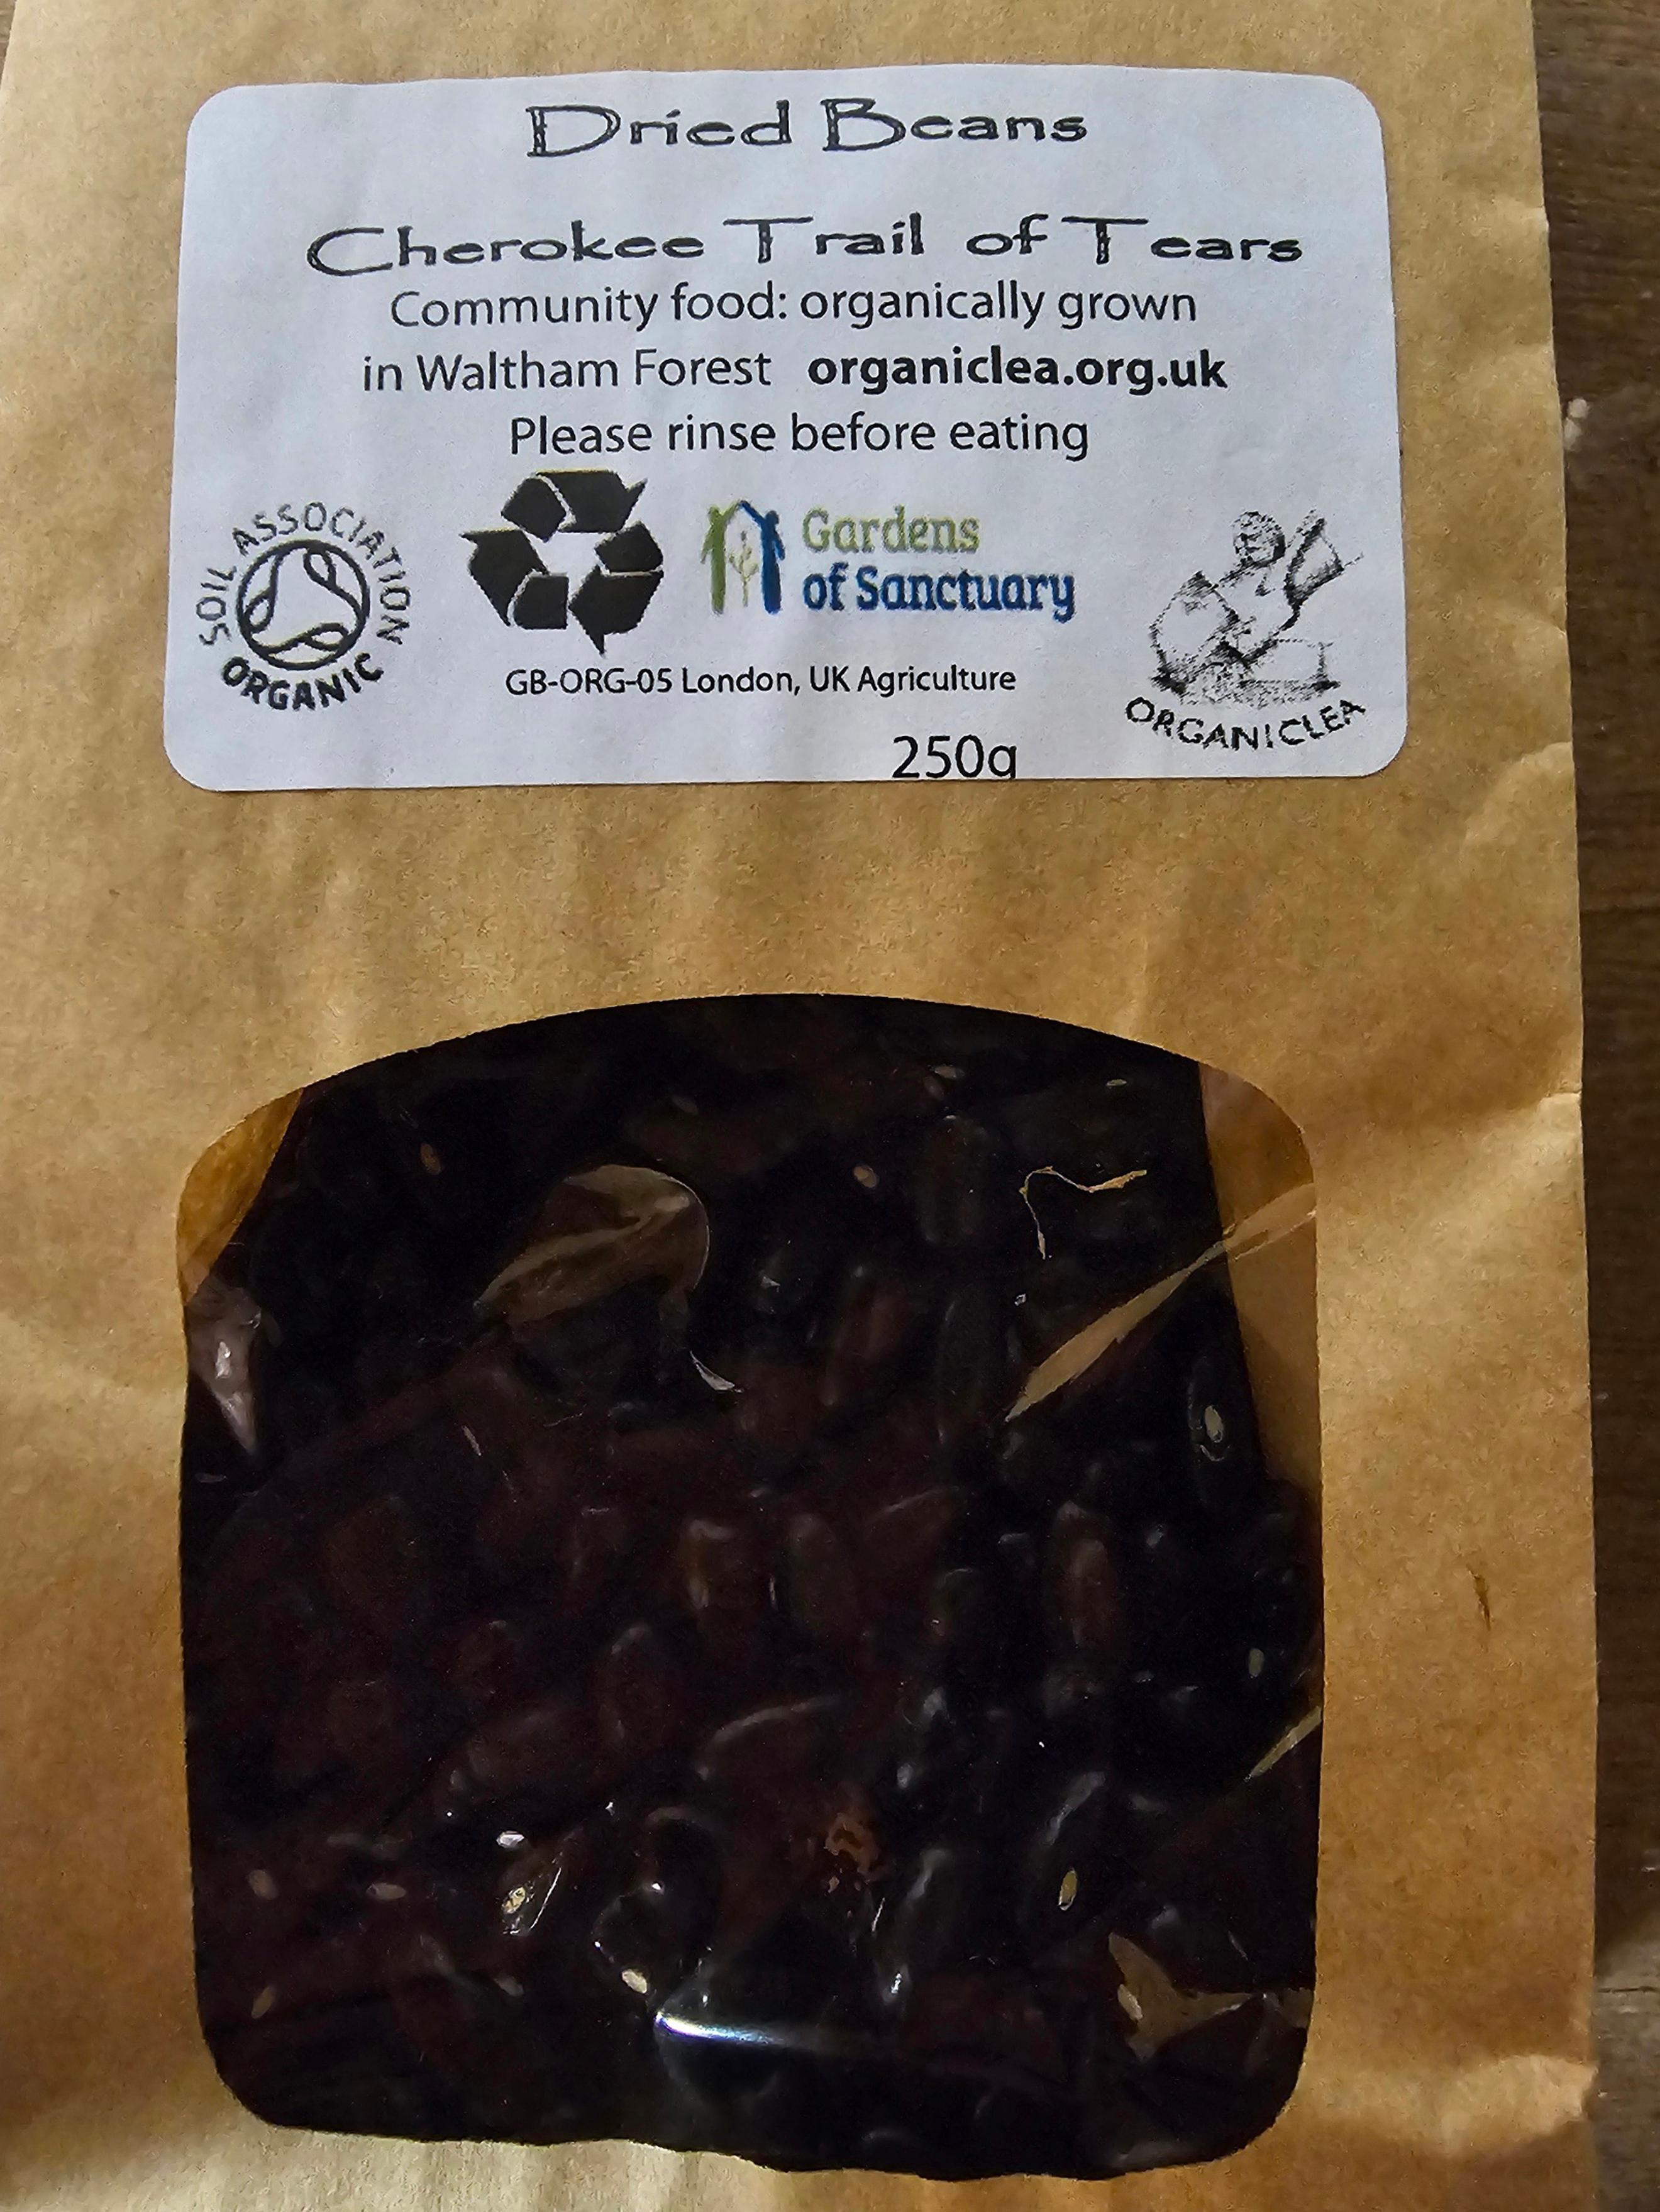 Dried Beans
Cherokee Trail of Tears
Community food: organically grown
in Waltham Forest organiclea.org.uk
Please rinse before eating
SOIL ASSOCIATION
ORGANIC
Gardens
of Sanctuary
ORGANICLEA
GB-ORG-05 London, UK Agriculture
250g